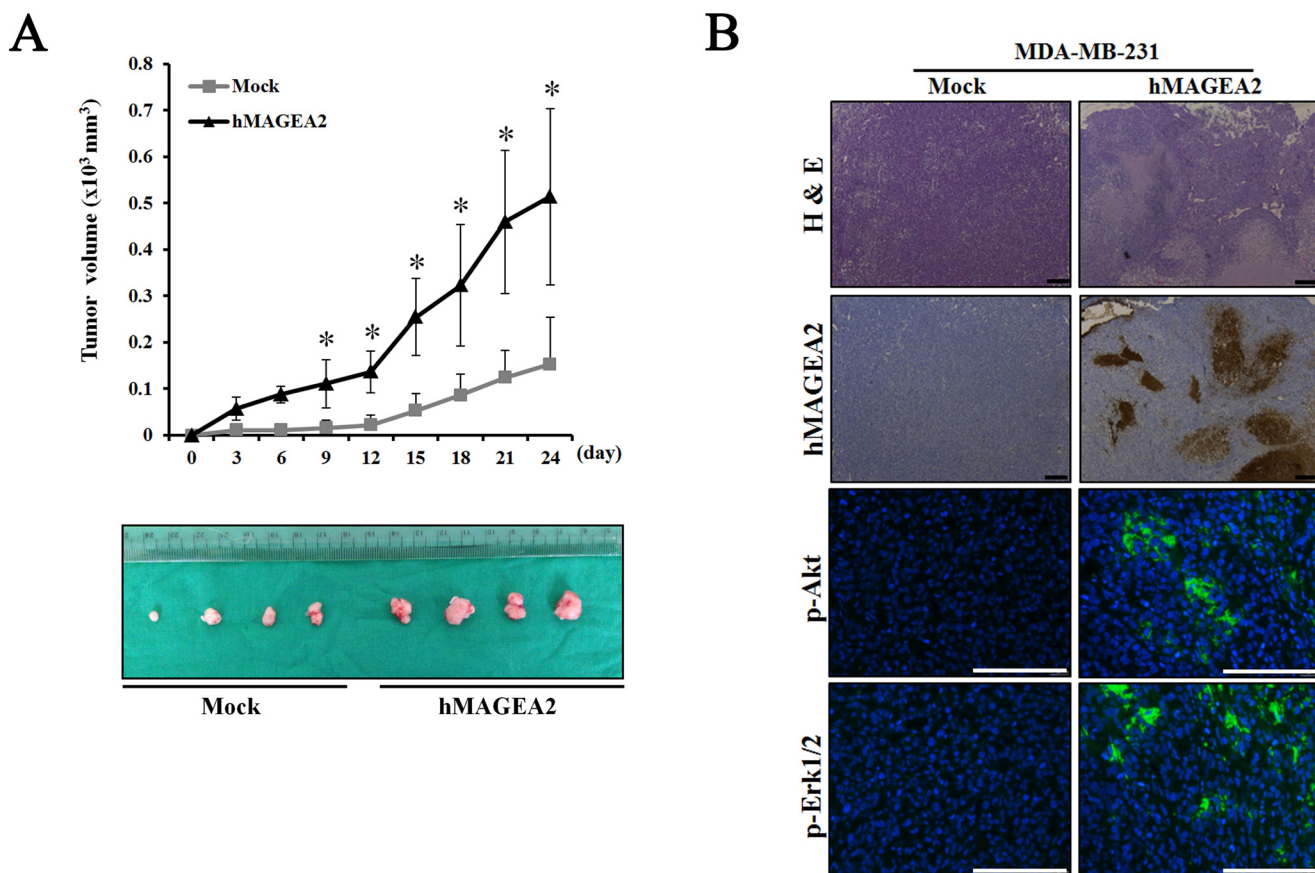 A
0.8
0.7
0.6
0.5
0.4
0.3
0.2
0.1
0
Tumor volume (x10³ mm³)
Mock
hMAGEA2
*
*
*
*
*
*
0 3 6 9 12 15 18 21 24 (day)
Mock hMAGEA2
B
MDA-MB-231
Mock hMAGEA2
H & E
hMAGEA2
p-Akt
p-Erk1/2